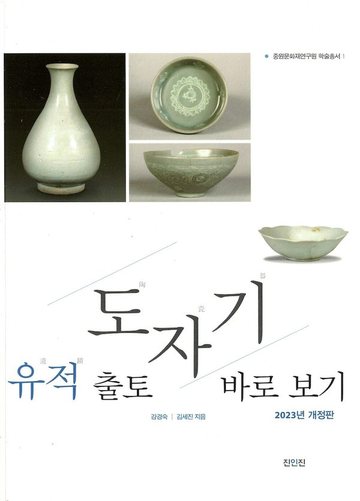 중원문화재연구원 학술총서 1
도자기
유적 출토 바로 보기
강경숙 | 김세진 지음
2023년 개정판
진인진